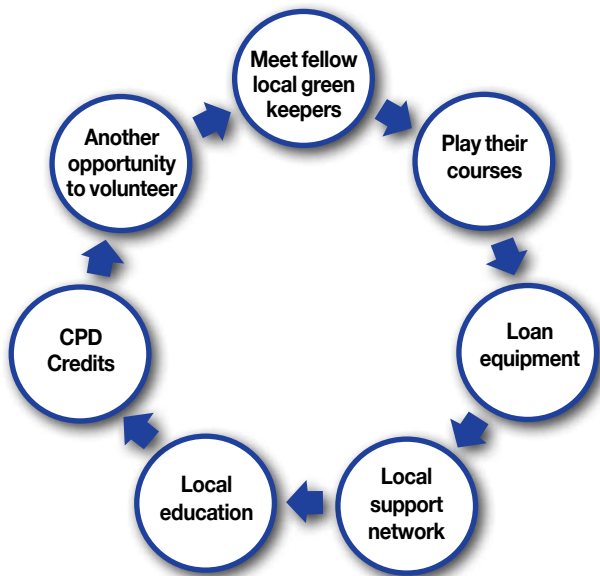 Meet fellow
local green
keepers
Play their
courses
Loan
equipment
Local
support
network
Local
education
CPD
Credits
Another
opportunity
to volunteer